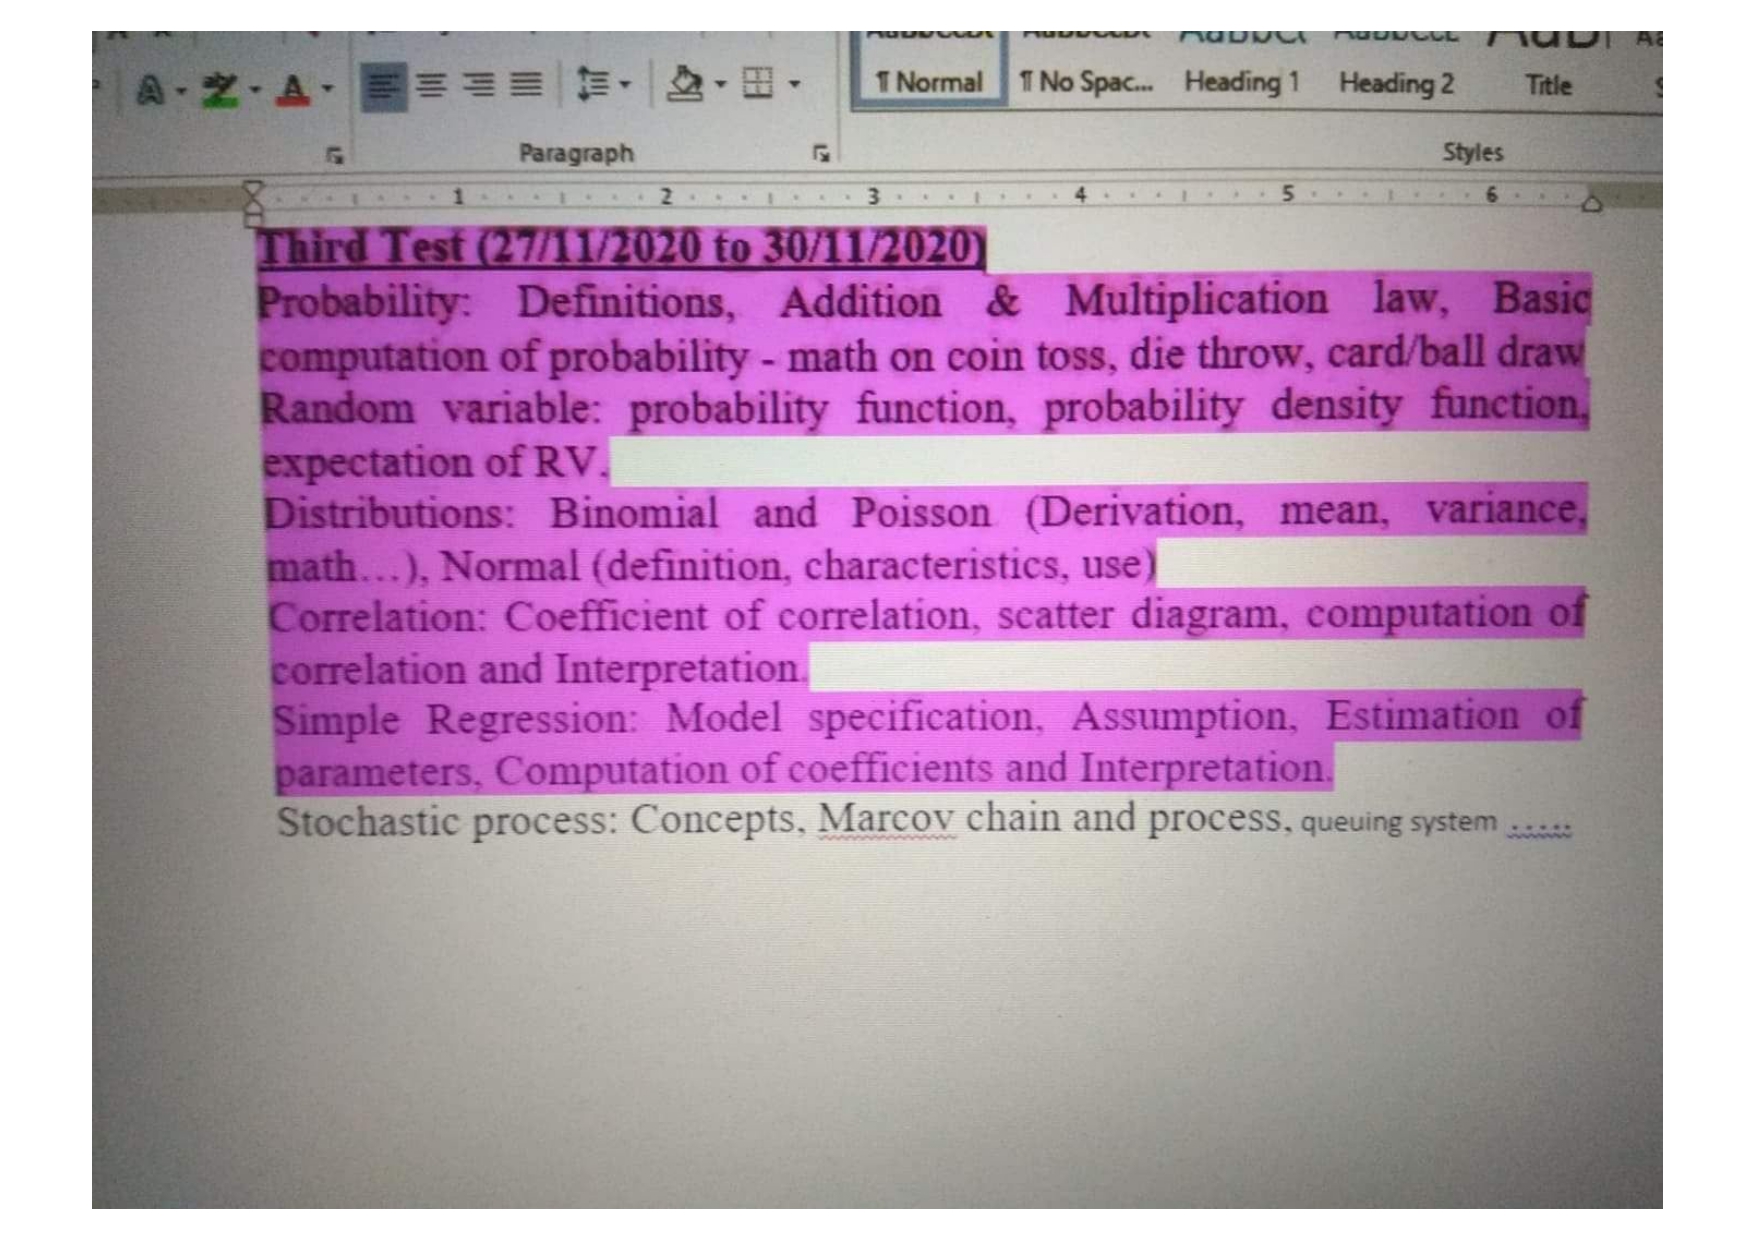 ¶ Normal ¶ No Spac... Heading 1 Heading 2 Title
Paragraph Styles
1 2 3 4 5 6
Third Test (27/11/2020 to 30/11/2020)
Probability: Definitions, Addition & Multiplication law, Basic
computation of probability - math on coin toss, die throw, card/ball draw
Random variable: probability function, probability density function,
expectation of RV.
Distributions: Binomial and Poisson (Derivation, mean, variance,
math…), Normal (definition, characteristics, use)
Correlation: Coefficient of correlation, scatter diagram, computation of
correlation and Interpretation.
Simple Regression: Model specification, Assumption, Estimation of
parameters, Computation of coefficients and Interpretation.
Stochastic process: Concepts, Marcov chain and process, queuing system .....